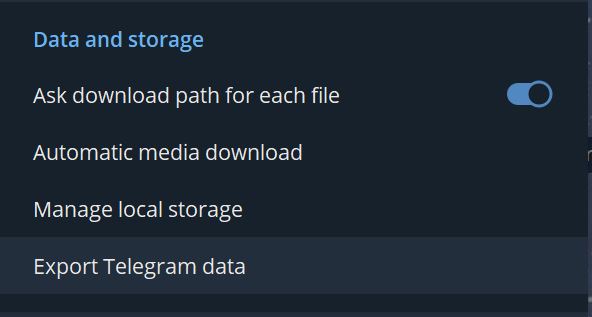 Data and storage
Ask download path for each file
Automatic media download
Manage local storage
Export Telegram data